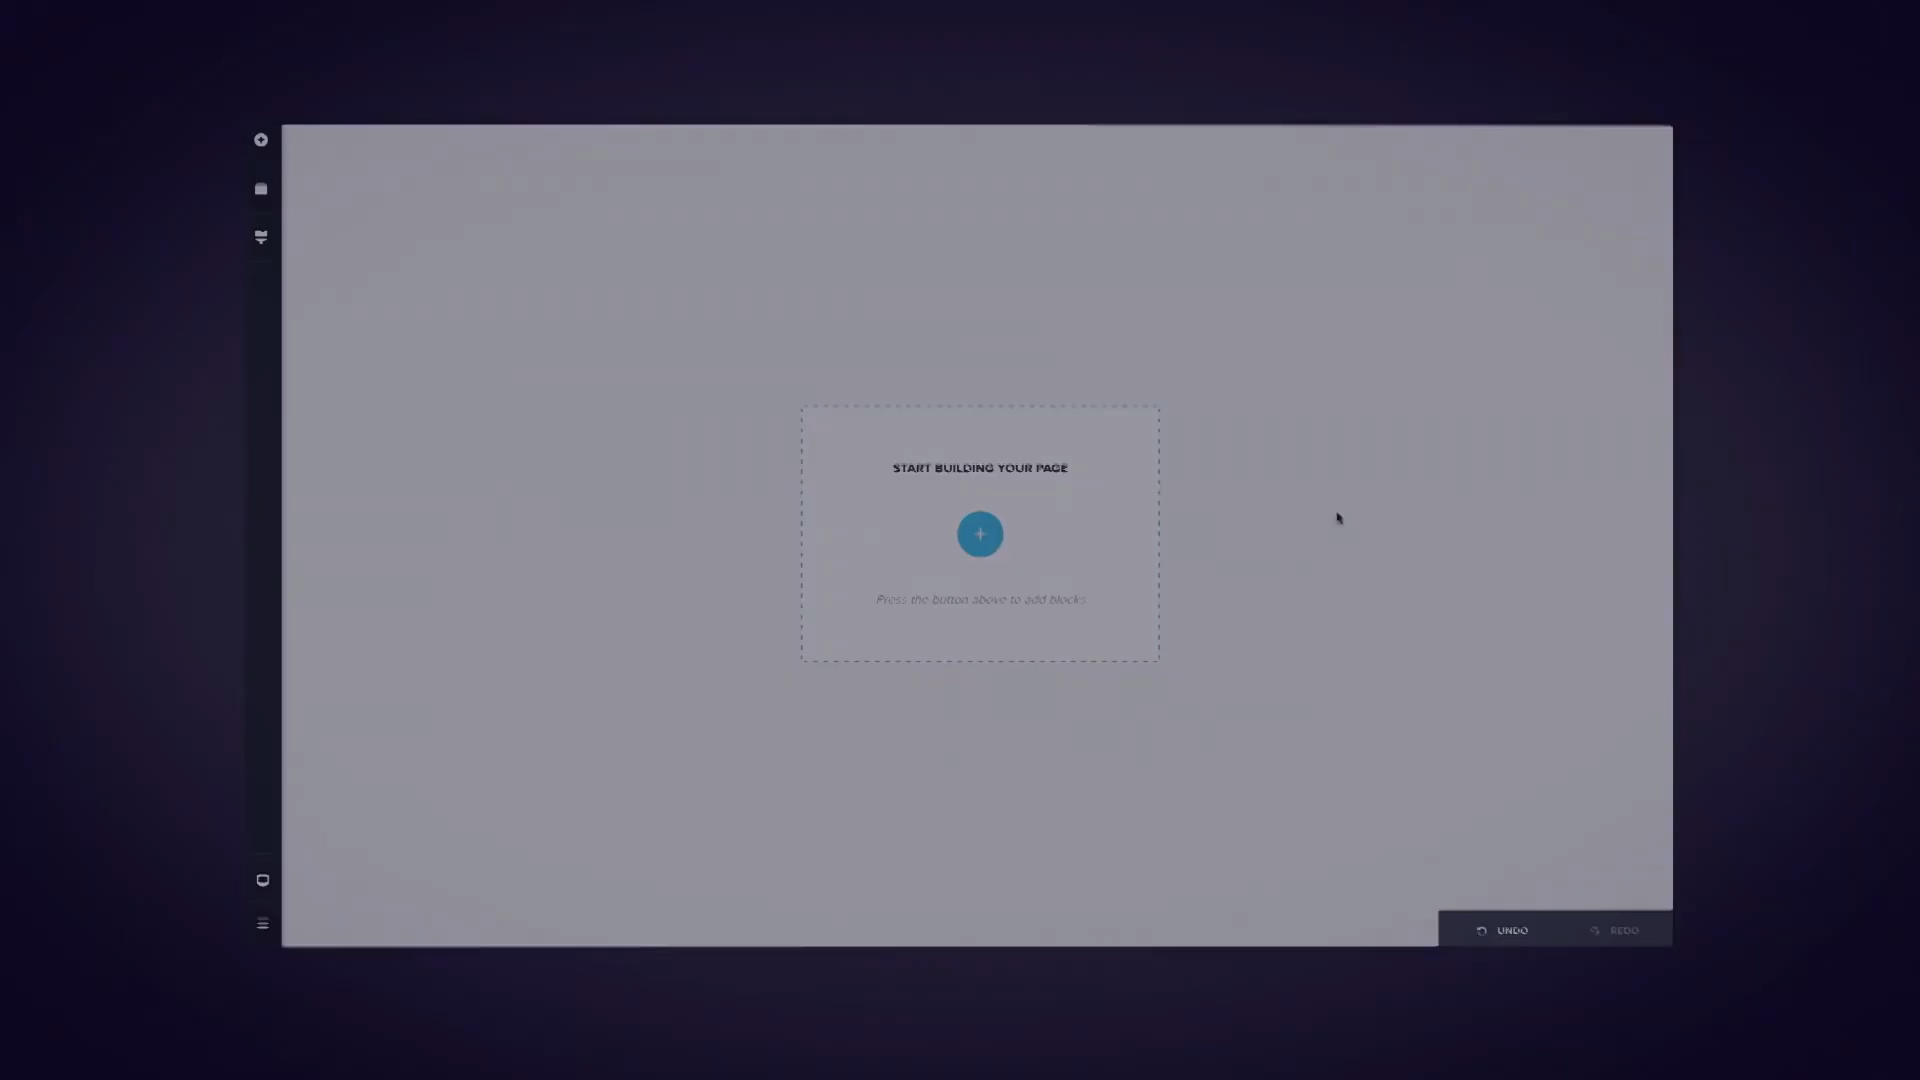 START BUILDING YOUR PAGE
Press the button above to add blocks
UNDO
REDO